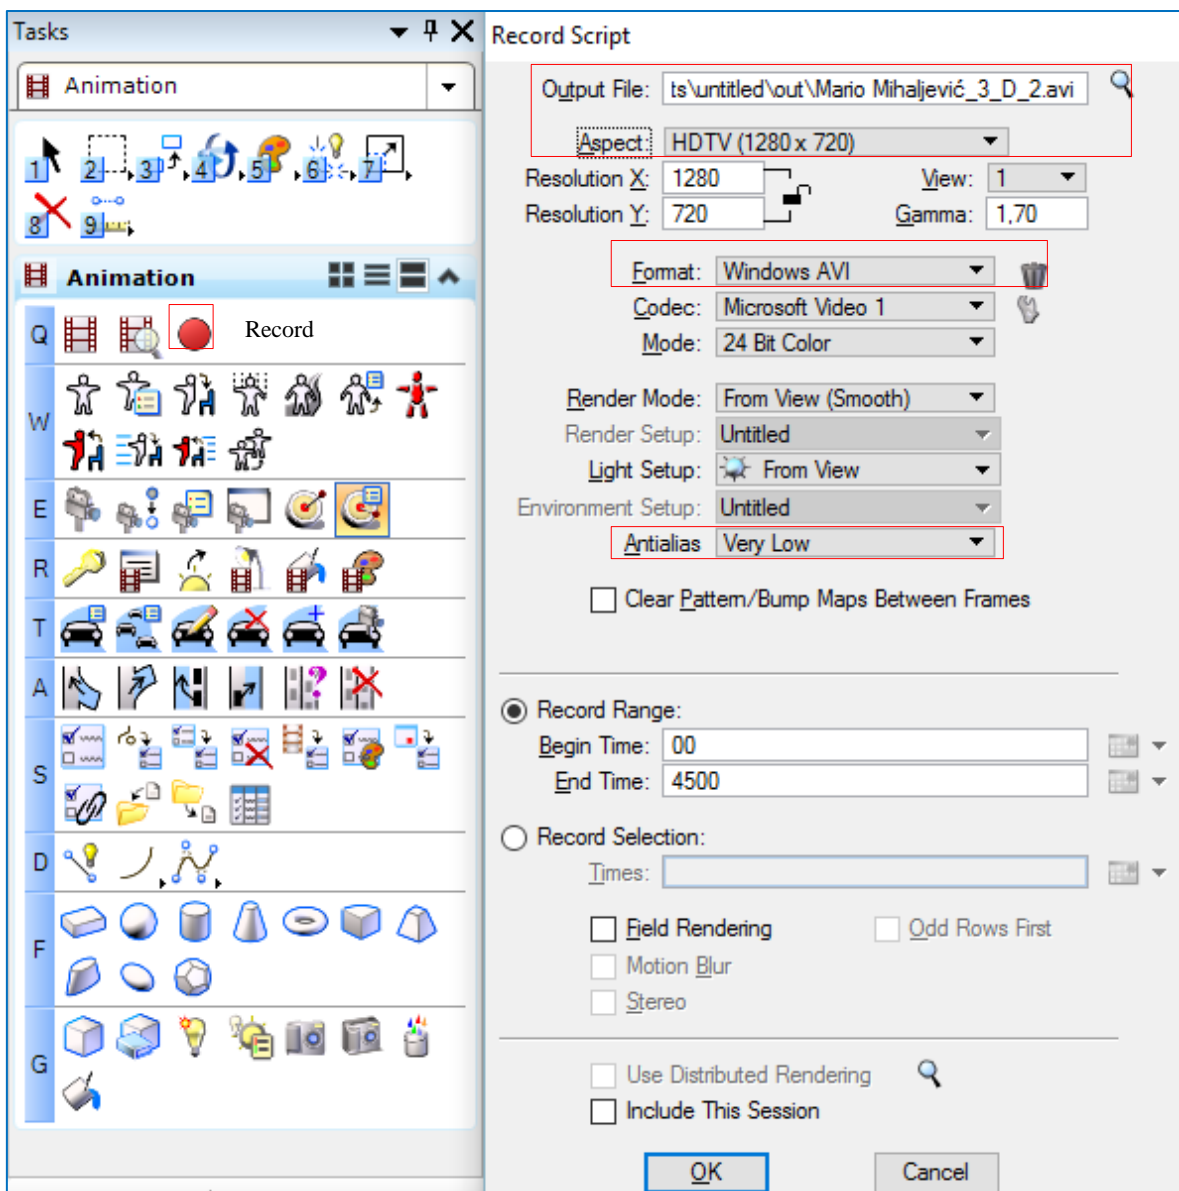 Tasks
Animation
1 2 3 4 5 6 7
8 9
Animation
Q Record
W
E
R
T
A
S
D
F
G
Record Script
Output File: ts\untitled\out\Mario Mihaljević_3_D_2.avi
Aspect: HDTV (1280 x 720)
Resolution X: 1280 View: 1
Resolution Y: 720 Gamma: 1,70
Format: Windows AVI
Codec: Microsoft Video 1
Mode: 24 Bit Color
Render Mode: From View (Smooth)
Render Setup: Untitled
Light Setup: From View
Environment Setup: Untitled
Antialias Very Low
Clear Pattern/Bump Maps Between Frames
Record Range:
Begin Time: 00
End Time: 4500
Record Selection:
Times:
Field Rendering Odd Rows First
Motion Blur
Stereo
Use Distributed Rendering
Include This Session
OK Cancel